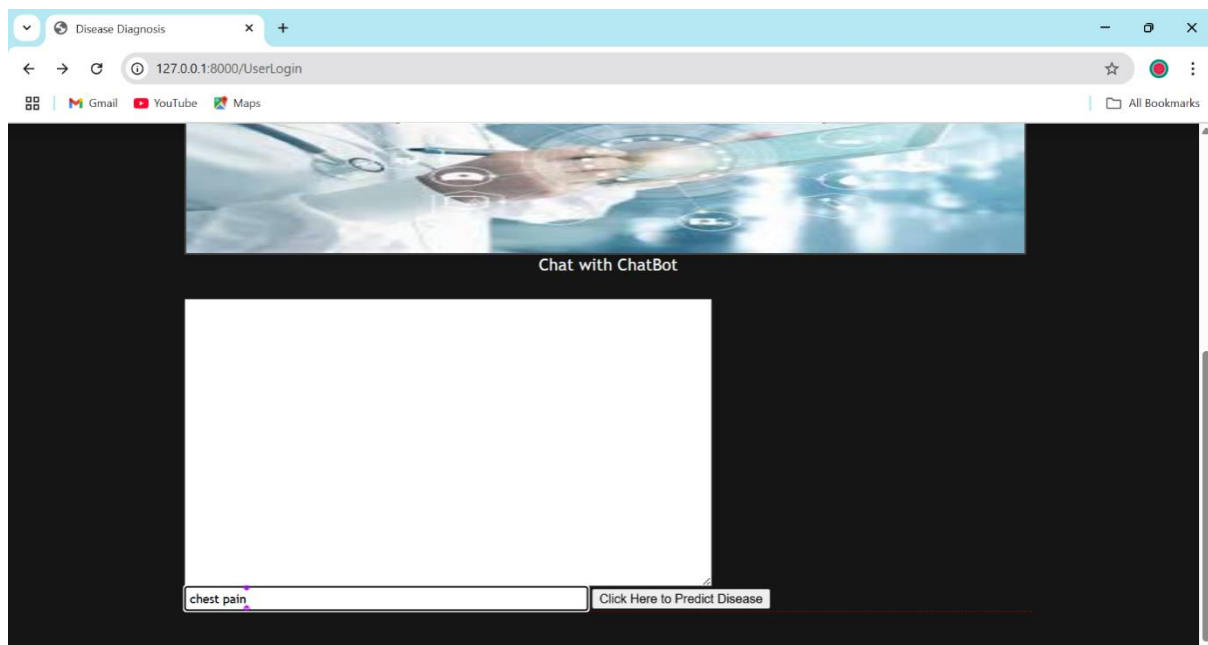 Disease Diagnosis
127.0.0.1:8000/UserLogin
Gmail YouTube Maps All Bookmarks
Chat with ChatBot
chest pain Click Here to Predict Disease